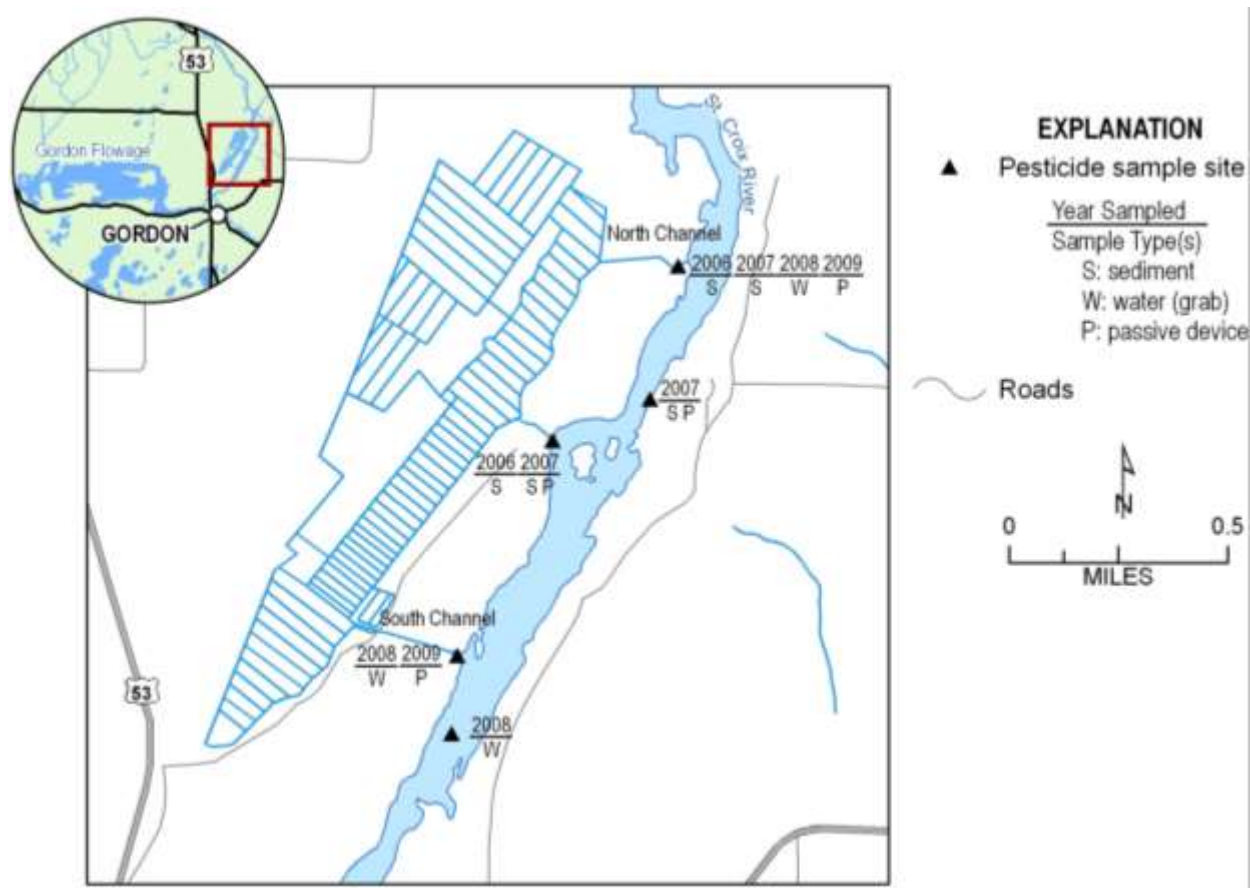 53
Gordon Flowage
GORDON
St. Croix River
North Channel
2006 2007 2008 2009
S S W P
2007
S P
2006 2007
S S P
South Channel
2008 2009
W P
2008
W
53
EXPLANATION
Pesticide sample site
Year Sampled
Sample Type(s)
S: sediment
W: water (grab)
P: passive device
Roads
N
0 0.5
MILES